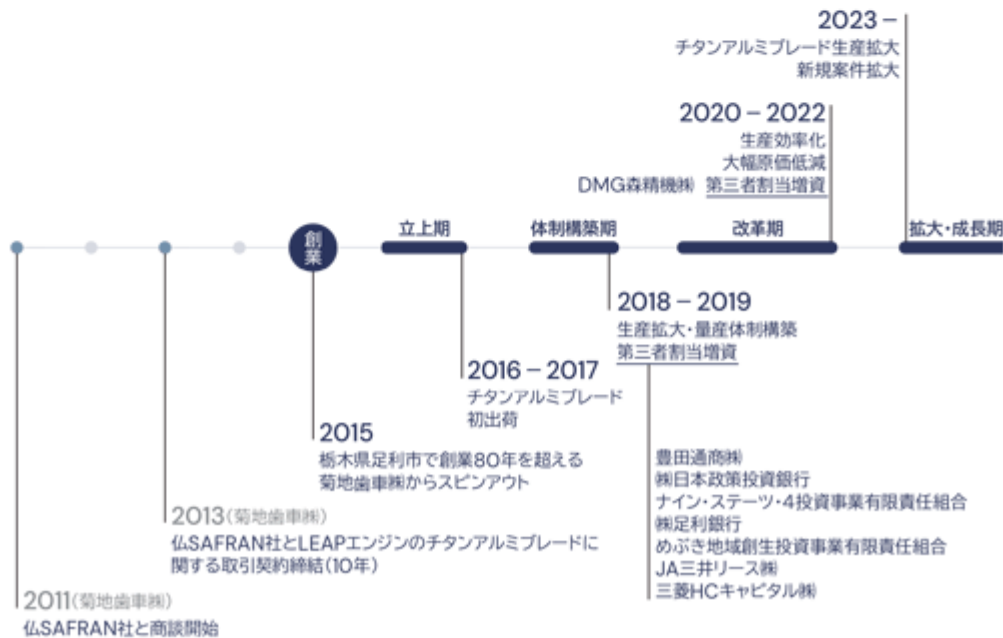 2023 –
チタンアルミブレード生産拡大
新規案件拡大
2020 – 2022
生産効率化
大幅原価低減
DMG森精機㈱ 第三者割当増資
創業
立上期
体制構築期
改革期
拡大・成長期
2018 – 2019
生産拡大・量産体制構築
第三者割当増資
2016 – 2017
チタンアルミブレード
初出荷
2015
栃木県足利市で創業80年を超える
菊地歯車㈱からスピンアウト
豊田通商㈱
㈱日本政策投資銀行
ナイン・ステーツ・4投資事業有限責任組合
㈱足利銀行
めぶき地域創生投資事業有限責任組合
JA三井リース㈱
三菱HCキャピタル㈱
2013(菊地歯車㈱)
仏SAFRAN社とLEAPエンジンのチタンアルミブレードに
関する取引契約締結(10年)
2011(菊地歯車㈱)
仏SAFRAN社と商談開始